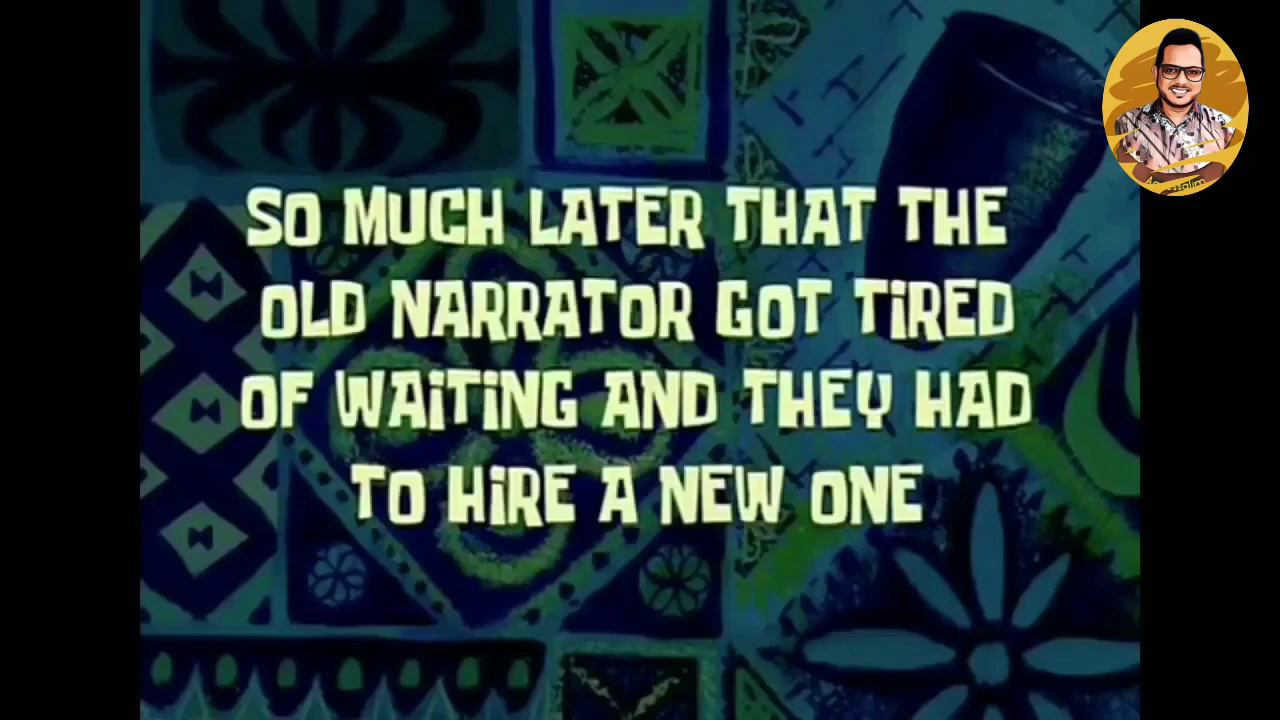 SO MUCH LATER THAT THE
OLD NARRATOR GOT TIRED
OF WAITING AND THEY HAD
TO HIRE A NEW ONE